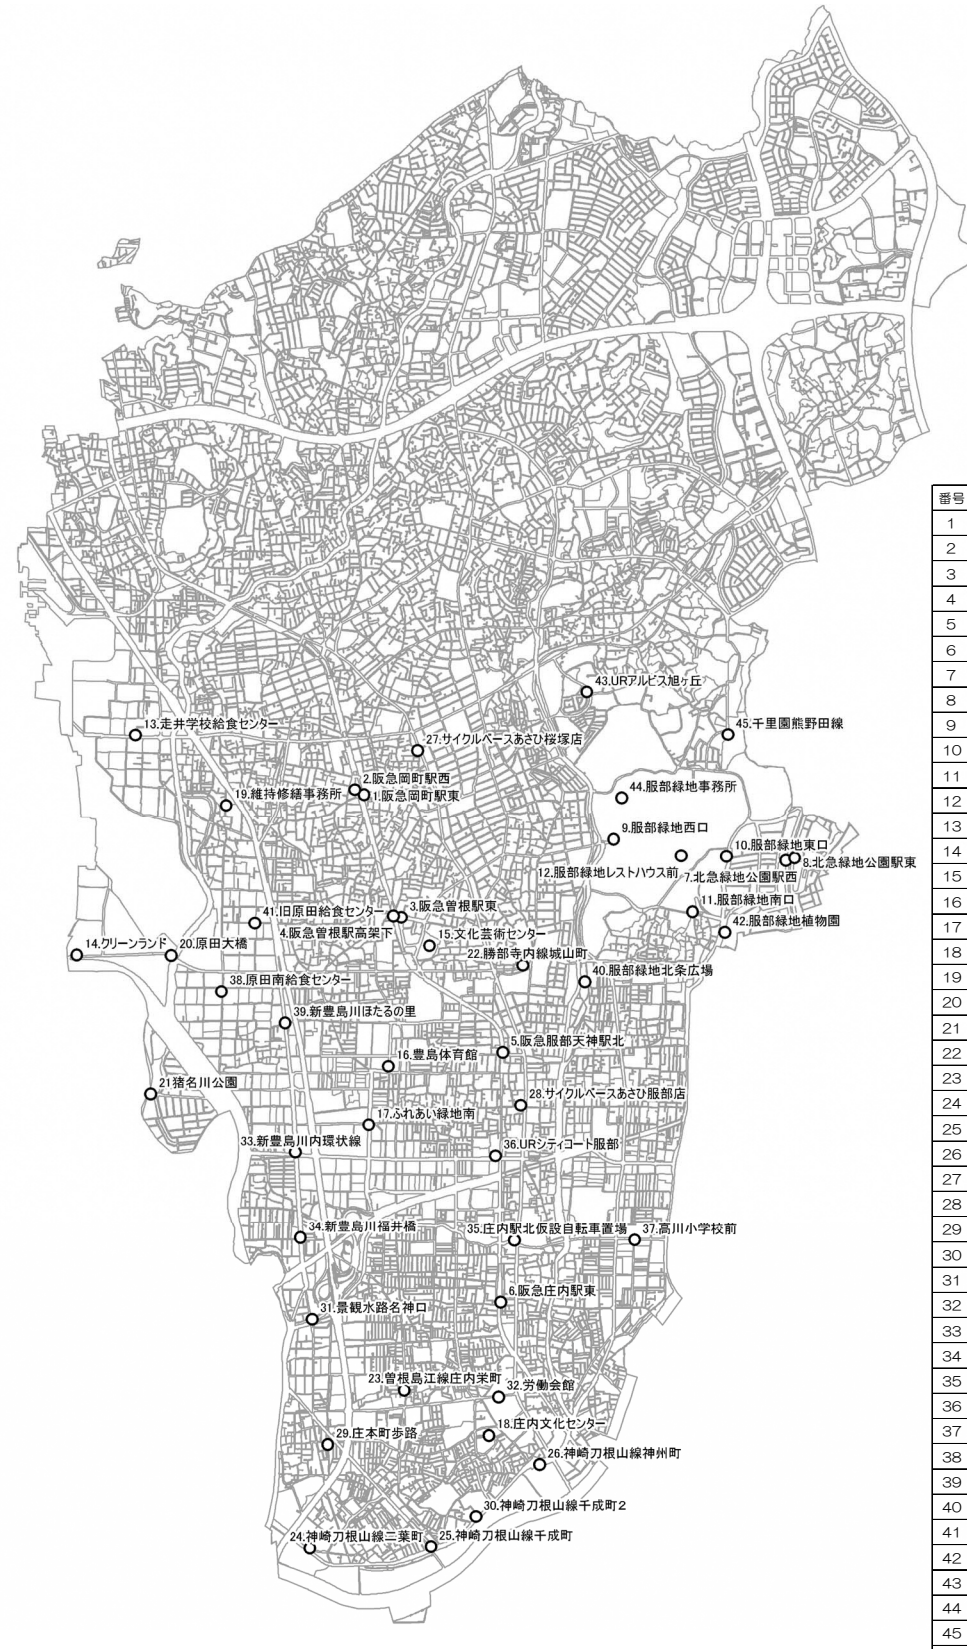 43.URアルビス旭ヶ丘
13.走井学校給食センター
45.千里園熊野田線
27.サイクルベースあさひ桜塚店
2.阪急岡町駅西
19.維持修繕事務所
1.阪急岡町駅東
44.服部緑地事務所
9.服部緑地西口
10.服部緑地東口
8.北急緑地公園駅東
12.服部緑地レストハウス前
7.北急緑地公園駅西
11.服部緑地南口
41.旧原田給食センター
3.阪急曽根駅東
42.服部緑地植物園
4.阪急曽根駅高架下
15.文化芸術センター
14.クリーンランド
20.原田大橋
22.勝部寺内線城山町
40.服部緑地北条広場
38.原田南給食センター
39.新豊島川ほたるの里
5.阪急服部天神駅北
16.豊島体育館
21猪名川公園
28.サイクルベースあさひ服部店
17.ふれあい緑地南
33.新豊島川内環状線
36.URシティコート服部
34.新豊島川福井橋
35.庄内駅北仮設自転車置場
37.高川小学校前
6.阪急庄内駅東
31.景観水路名神口
23.曽根島江線庄内栄町
32.労働会館
18.庄内文化センター
29.庄本町歩路
26.神崎刀根山線神州町
30.神崎刀根山線千成町2
24.神崎刀根山線二葉町
25.神崎刀根山線千成町
番号
1
2
3
4
5
6
7
8
9
10
11
12
13
14
15
16
17
18
19
20
21
22
23
24
25
26
27
28
29
30
31
32
33
34
35
36
37
38
39
40
41
42
43
44
45